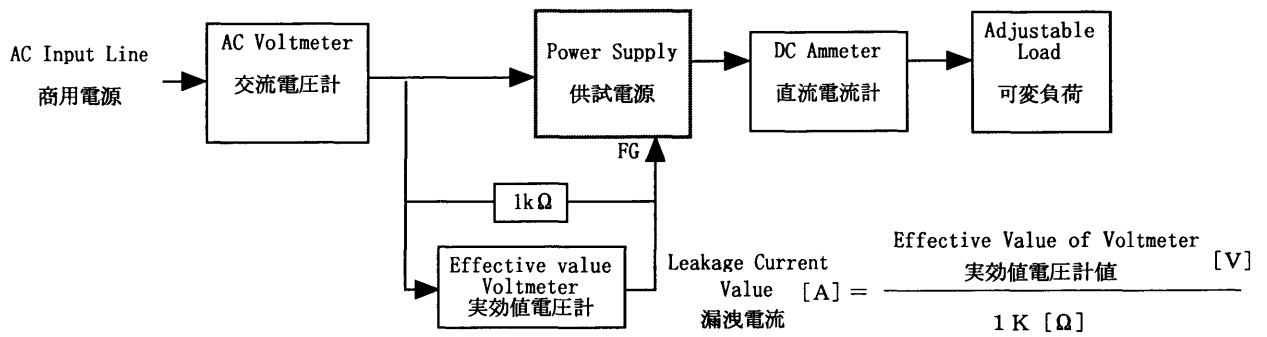 AC Input Line
商用電源
AC Voltmeter
交流電圧計
Power Supply
供試電源
DC Ammeter
直流電流計
Adjustable
Load
可変負荷
FG
1kΩ
Effective value
Voltmeter
実効値電圧計
Leakage Current
Value [A] =
漏洩電流
Effective Value of Voltmeter
実効値電圧計値 [V]
1K [Ω]